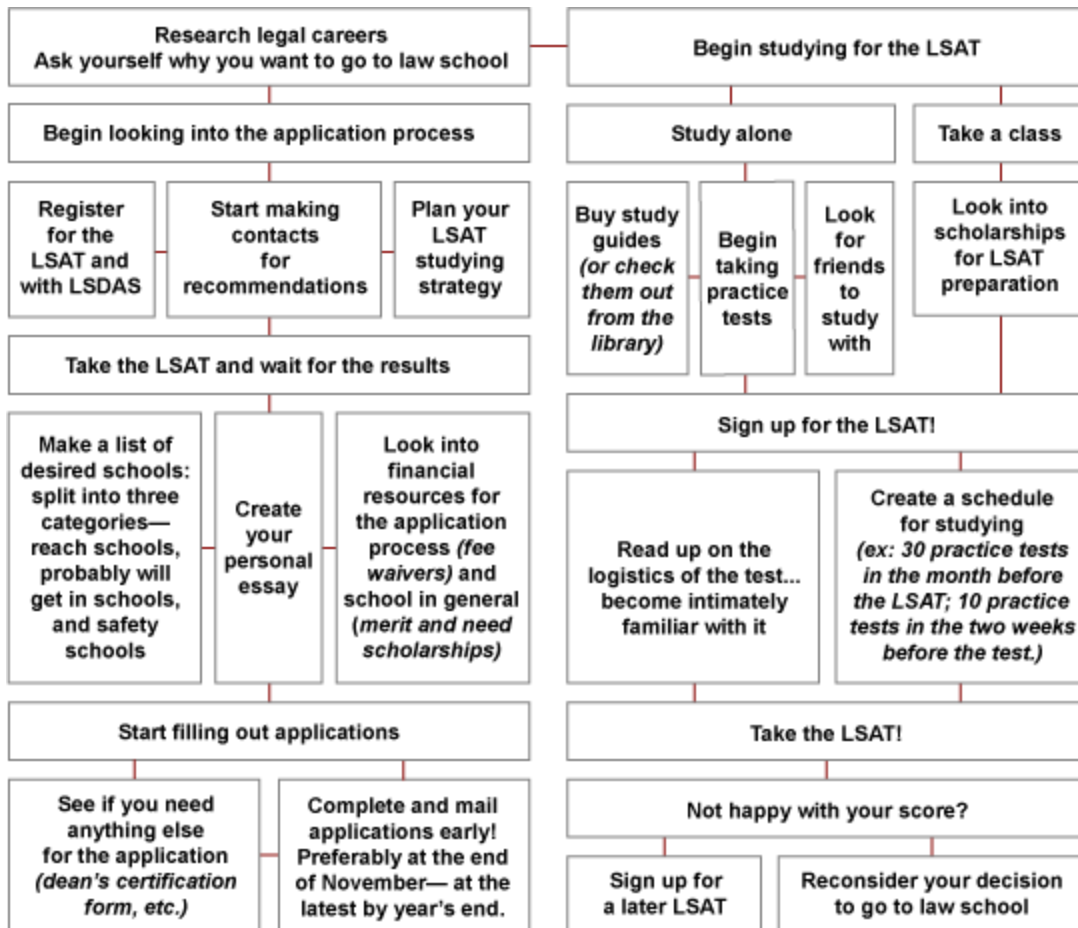 Research legal careers
Ask yourself why you want to go to law school
Begin looking into the application process
Register
for the
LSAT and
with LSDAS
Start making
contacts
for
recommendations
Plan your
LSAT
studying
strategy
Take the LSAT and wait for the results
Make a list of
desired schools:
split into three
categories—
reach schools,
probably will
get in schools,
and safety
schools
Create
your
personal
essay
Look into
financial
resources for
the application
process (fee
waivers) and
school in general
(merit and need
scholarships)
Start filling out applications
See if you need
anything else
for the application
(dean's certification
form, etc.)
Complete and mail
applications early!
Preferably at the end
of November— at the
latest by year's end.
Begin studying for the LSAT
Study alone
Take a class
Buy study
guides
(or check
them out
from the
library)
Begin
taking
practice
tests
Look
for
friends
to
study
with
Look into
scholarships
for LSAT
preparation
Sign up for the LSAT!
Read up on the
logistics of the test...
become intimately
familiar with it
Create a schedule
for studying
(ex: 30 practice tests
in the month before
the LSAT; 10 practice
tests in the two weeks
before the test.)
Take the LSAT!
Not happy with your score?
Sign up for
a later LSAT
Reconsider your decision
to go to law school